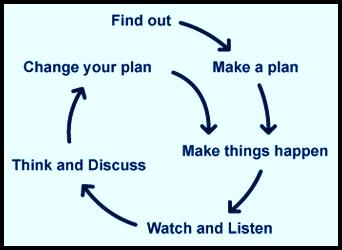 Find out
Change your plan
Make a plan
Make things happen
Think and Discuss
Watch and Listen